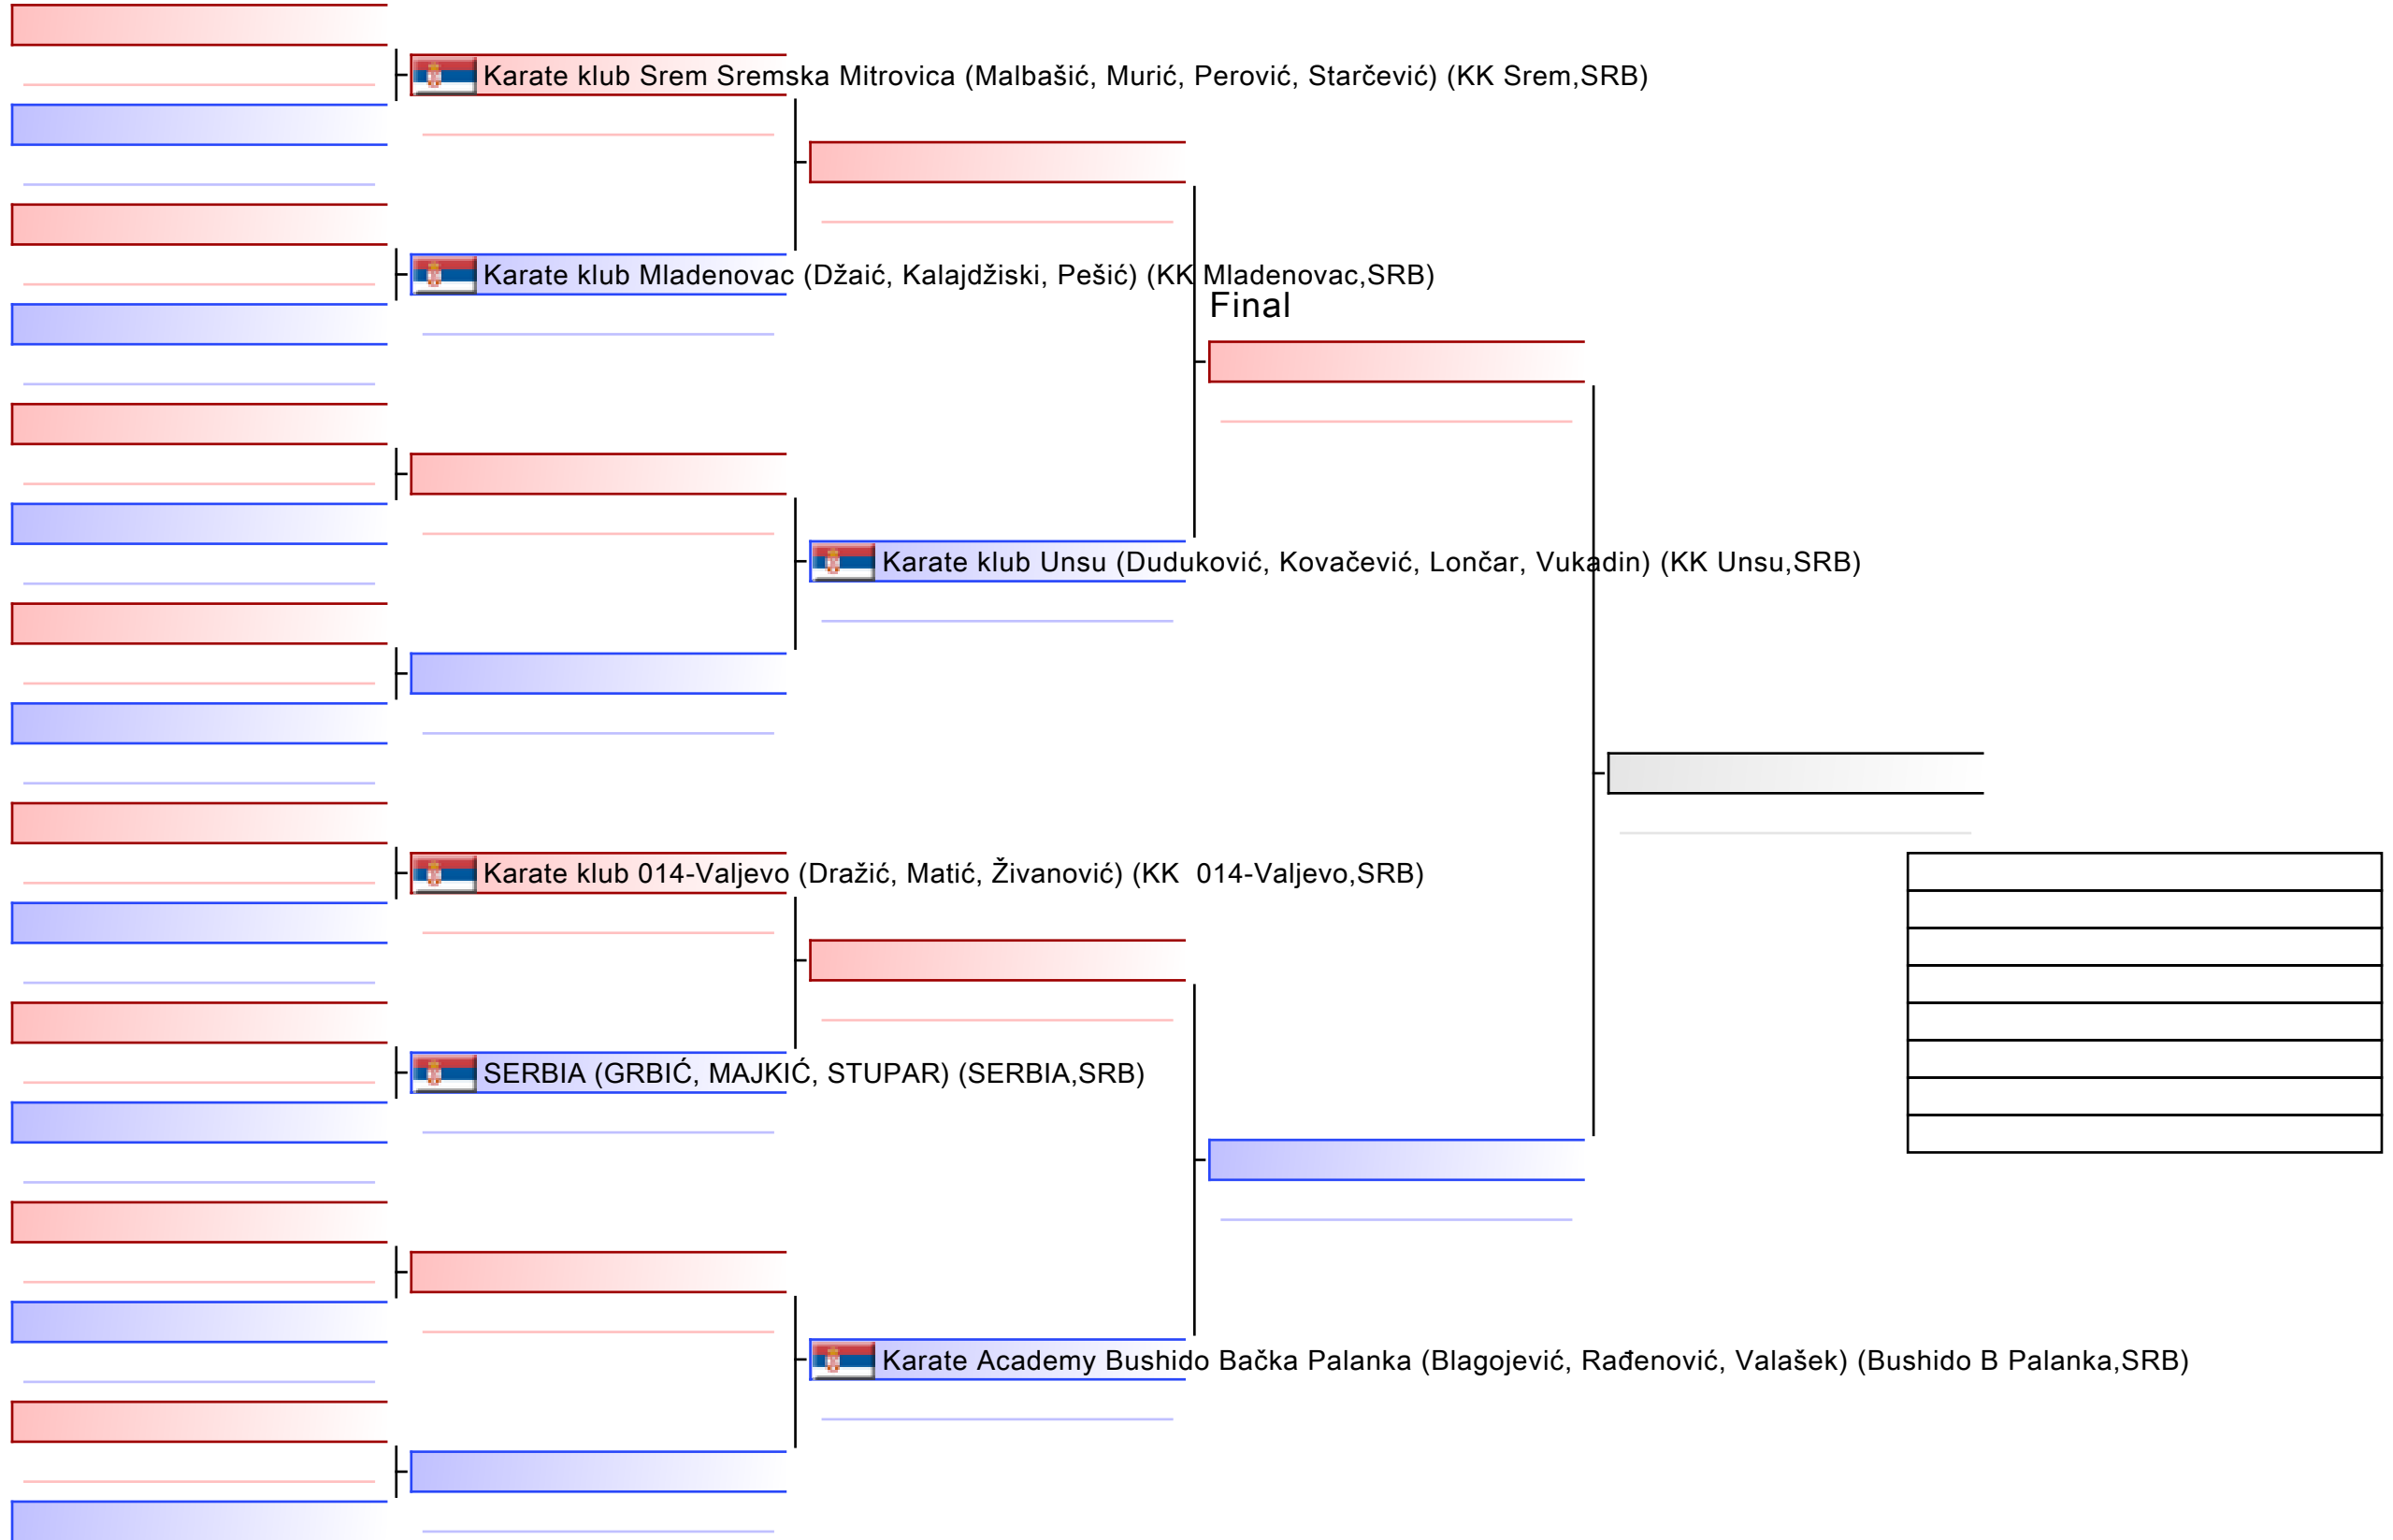 Karate klub Srem Sremska Mitrovica (Malbašić, Murić, Perović, Starčević) (KK Srem,SRB)
Karate klub Mladenovac (Džaić, Kalajdžiski, Pešić) (KK Mladenovac,SRB)
Final
Karate klub Unsu (Duduković, Kovačević, Lončar, Vukadin) (KK Unsu,SRB)
Karate klub 014-Valjevo (Dražić, Matić, Živanović) (KK  014-Valjevo,SRB)
SERBIA (GRBIĆ, MAJKIĆ, STUPAR) (SERBIA,SRB)
Karate Academy Bushido Bačka Palanka (Blagojević, Rađenović, Valašek) (Bushido B Palanka,SRB)